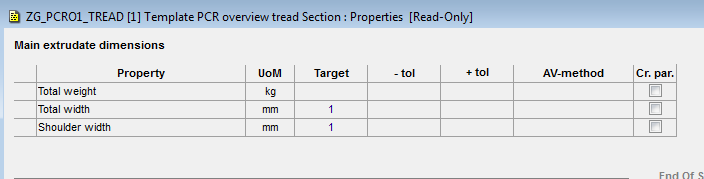 ZG_PCRO1_TREAD [1] Template PCR overview tread Section : Properties [Read-Only]
Main extrudate dimensions
Property UoM Target - tol + tol AV-method Cr. par.
Total weight kg
Total width mm 1
Shoulder width mm 1
End Of S